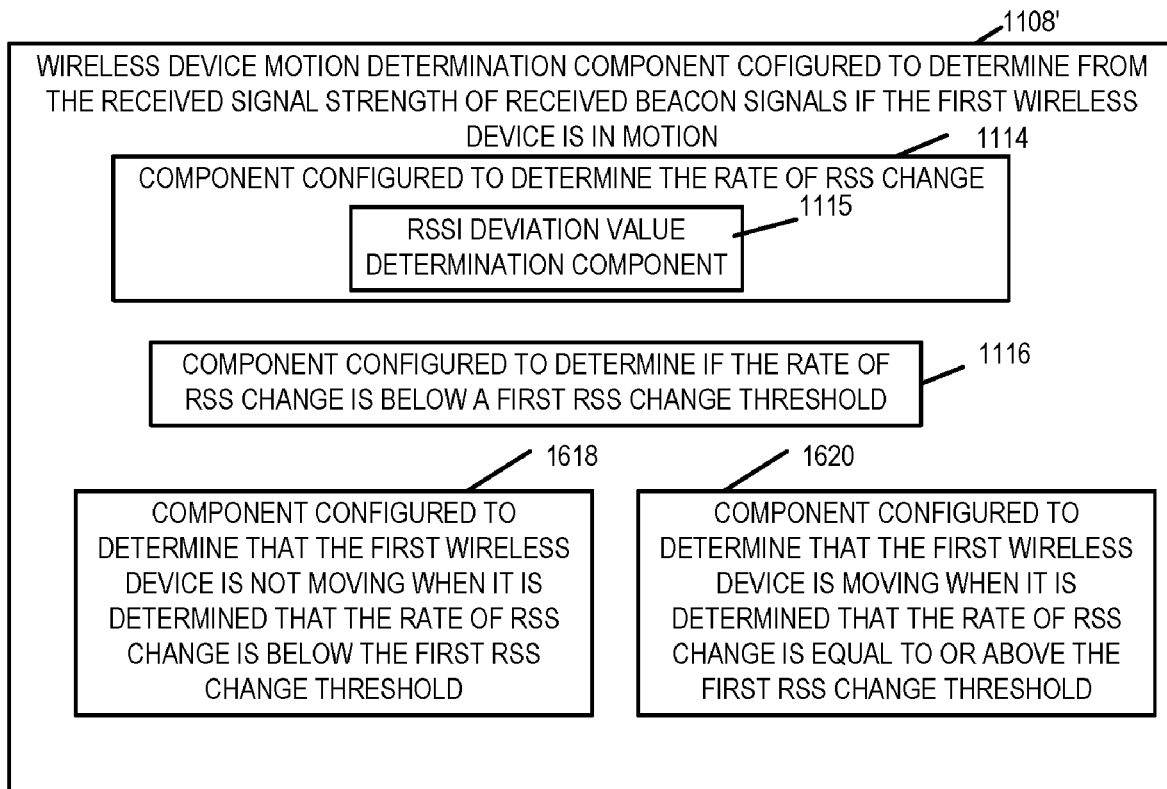 1108'
WIRELESS DEVICE MOTION DETERMINATION COMPONENT COFIGURED TO DETERMINE FROM
THE RECEIVED SIGNAL STRENGTH OF RECEIVED BEACON SIGNALS IF THE FIRST WIRELESS
DEVICE IS IN MOTION
1114
COMPONENT CONFIGURED TO DETERMINE THE RATE OF RSS CHANGE
1115
RSSI DEVIATION VALUE
DETERMINATION COMPONENT
1116
COMPONENT CONFIGURED TO DETERMINE IF THE RATE OF
RSS CHANGE IS BELOW A FIRST RSS CHANGE THRESHOLD
1618
COMPONENT CONFIGURED TO
DETERMINE THAT THE FIRST WIRELESS
DEVICE IS NOT MOVING WHEN IT IS
DETERMINED THAT THE RATE OF RSS
CHANGE IS BELOW THE FIRST RSS
CHANGE THRESHOLD
1620
COMPONENT CONFIGURED TO
DETERMINE THAT THE FIRST WIRELESS
DEVICE IS MOVING WHEN IT IS
DETERMINED THAT THE RATE OF RSS
CHANGE IS EQUAL TO OR ABOVE THE
FIRST RSS CHANGE THRESHOLD